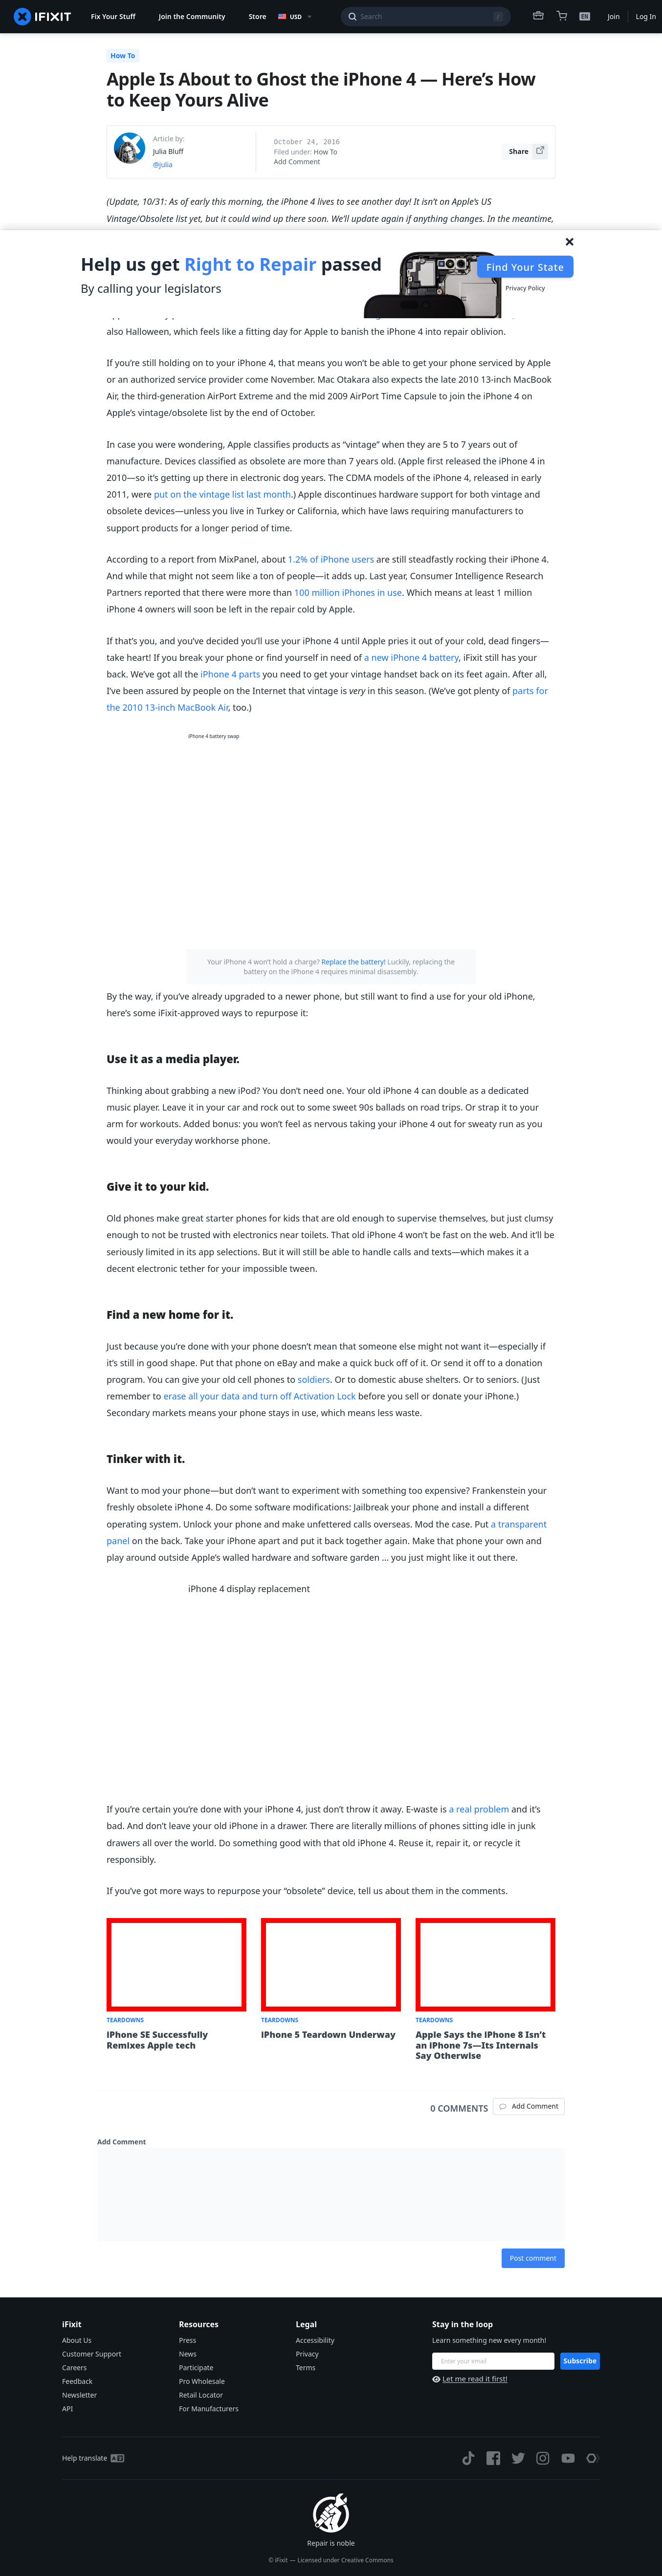 IFIXIT
Fix Your Stuff
Join the Community
Store
USD
Search
/
EN
Join
Log In
How To
Apple Is About to Ghost the iPhone 4 — Here’s How
to Keep Yours Alive
Article by:
Julia Bluff
@julia
October 24, 2016
Filed under: How To
Add Comment
Share
(Update, 10/31: As of early this morning, the iPhone 4 lives to see another day! It isn’t on Apple’s US
Vintage/Obsolete list yet, but it could wind up there soon. We’ll update again if anything changes. In the meantime,
Help us get Right to Repair passed
By calling your legislators
Find Your State
Privacy Policy
also Halloween, which feels like a fitting day for Apple to banish the iPhone 4 into repair oblivion.
If you’re still holding on to your iPhone 4, that means you won’t be able to get your phone serviced by Apple
or an authorized service provider come November. Mac Otakara also expects the late 2010 13-inch MacBook
Air, the third-generation AirPort Extreme and the mid 2009 AirPort Time Capsule to join the iPhone 4 on
Apple’s vintage/obsolete list by the end of October.
In case you were wondering, Apple classifies products as “vintage” when they are 5 to 7 years out of
manufacture. Devices classified as obsolete are more than 7 years old. (Apple first released the iPhone 4 in
2010—so it’s getting up there in electronic dog years. The CDMA models of the iPhone 4, released in early
2011, were put on the vintage list last month.) Apple discontinues hardware support for both vintage and
obsolete devices—unless you live in Turkey or California, which have laws requiring manufacturers to
support products for a longer period of time.
According to a report from MixPanel, about 1.2% of iPhone users are still steadfastly rocking their iPhone 4.
And while that might not seem like a ton of people—it adds up. Last year, Consumer Intelligence Research
Partners reported that there were more than 100 million iPhones in use. Which means at least 1 million
iPhone 4 owners will soon be left in the repair cold by Apple.
If that’s you, and you’ve decided you’ll use your iPhone 4 until Apple pries it out of your cold, dead fingers—
take heart! If you break your phone or find yourself in need of a new iPhone 4 battery, iFixit still has your
back. We’ve got all the iPhone 4 parts you need to get your vintage handset back on its feet again. After all,
I’ve been assured by people on the Internet that vintage is very in this season. (We’ve got plenty of parts for
the 2010 13-inch MacBook Air, too.)
iPhone 4 battery swap
Your iPhone 4 won’t hold a charge? Replace the battery! Luckily, replacing the
battery on the iPhone 4 requires minimal disassembly.
By the way, if you’ve already upgraded to a newer phone, but still want to find a use for your old iPhone,
here’s some iFixit-approved ways to repurpose it:
Use it as a media player.
Thinking about grabbing a new iPod? You don’t need one. Your old iPhone 4 can double as a dedicated
music player. Leave it in your car and rock out to some sweet 90s ballads on road trips. Or strap it to your
arm for workouts. Added bonus: you won’t feel as nervous taking your iPhone 4 out for sweaty run as you
would your everyday workhorse phone.
Give it to your kid.
Old phones make great starter phones for kids that are old enough to supervise themselves, but just clumsy
enough to not be trusted with electronics near toilets. That old iPhone 4 won’t be fast on the web. And it’ll be
seriously limited in its app selections. But it will still be able to handle calls and texts—which makes it a
decent electronic tether for your impossible tween.
Find a new home for it.
Just because you’re done with your phone doesn’t mean that someone else might not want it—especially if
it’s still in good shape. Put that phone on eBay and make a quick buck off of it. Or send it off to a donation
program. You can give your old cell phones to soldiers. Or to domestic abuse shelters. Or to seniors. (Just
remember to erase all your data and turn off Activation Lock before you sell or donate your iPhone.)
Secondary markets means your phone stays in use, which means less waste.
Tinker with it.
Want to mod your phone—but don’t want to experiment with something too expensive? Frankenstein your
freshly obsolete iPhone 4. Do some software modifications: Jailbreak your phone and install a different
operating system. Unlock your phone and make unfettered calls overseas. Mod the case. Put a transparent
panel on the back. Take your iPhone apart and put it back together again. Make that phone your own and
play around outside Apple’s walled hardware and software garden … you just might like it out there.
iPhone 4 display replacement
If you’re certain you’re done with your iPhone 4, just don’t throw it away. E-waste is a real problem and it’s
bad. And don’t leave your old iPhone in a drawer. There are literally millions of phones sitting idle in junk
drawers all over the world. Do something good with that old iPhone 4. Reuse it, repair it, or recycle it
responsibly.
If you’ve got more ways to repurpose your “obsolete” device, tell us about them in the comments.
TEARDOWNS
iPhone SE Successfully
Remixes Apple tech
TEARDOWNS
iPhone 5 Teardown Underway
TEARDOWNS
Apple Says the iPhone 8 Isn’t
an iPhone 7s—Its Internals
Say Otherwise
0 COMMENTS
Add Comment
Add Comment
Post comment
iFixit
About Us
Customer Support
Careers
Feedback
Newsletter
API
Resources
Press
News
Participate
Pro Wholesale
Retail Locator
For Manufacturers
Legal
Accessibility
Privacy
Terms
Stay in the loop
Learn something new every month!
Enter your email
Subscribe
Let me read it first!
Help translate
Repair is noble
© iFixit — Licensed under Creative Commons